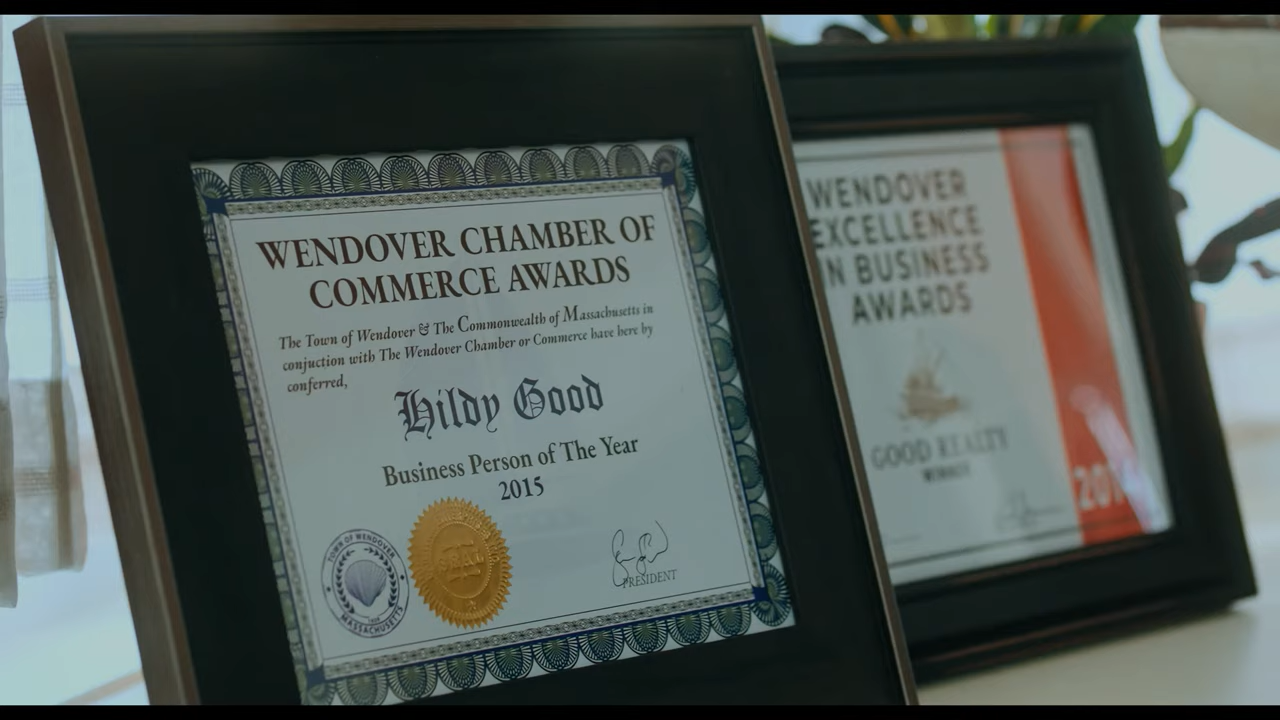 WENDOVER CHAMBER OF
COMMERCE AWARDS
The Town of Wendover & The Commonwealth of Massachusetts in
conjuction with The Wendover Chamber or Commerce have here by
conferred,
Hildy Good
Business Person of The Year
2015
TOWN OF WENDOVER
MASSACHUSETTS
SEAL
PRESIDENT
WENDOVER
EXCELLENCE
IN BUSINESS
AWARDS
GOOD REALTY
WINNER